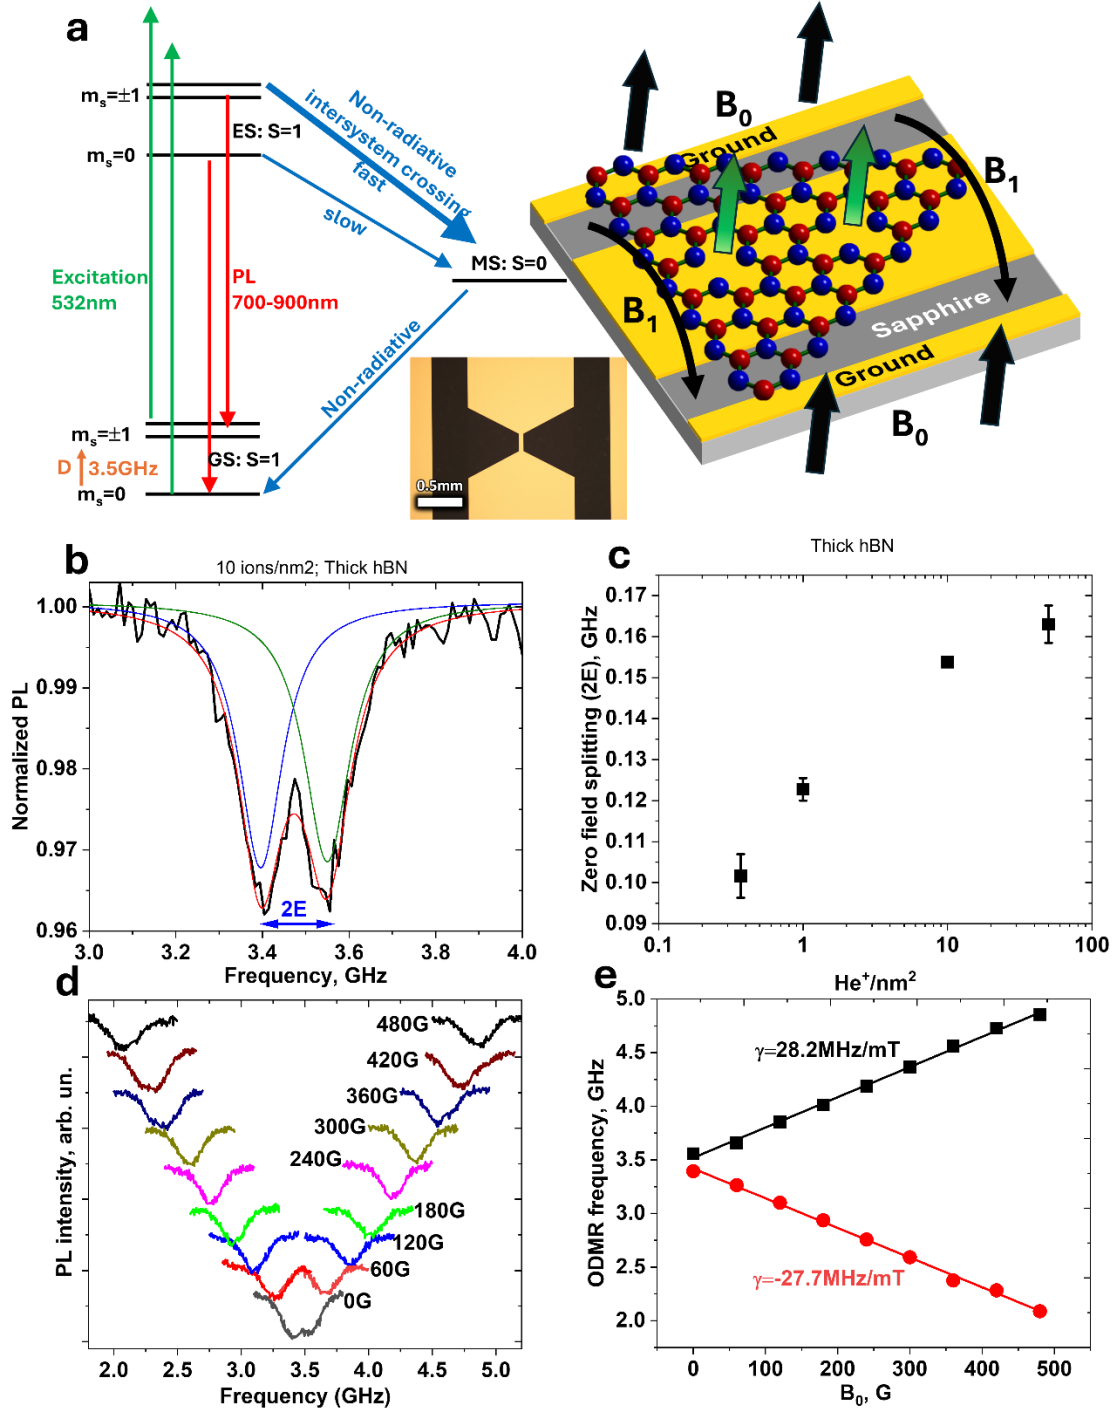 a
m_s=±1
ES: S=1
m_s=0
Non-radiative
intersystem crossing
fast
slow
MS: S=0
Excitation
532nm
PL
700-900nm
Non-radiative
m_s=±1
GS: S=1
D 3.5GHz
m_s=0
0.5mm
B_0
Ground
B_1
B_1
Sapphire
Ground
B_0
b
10 ions/nm2; Thick hBN
Normalized PL
1.00
0.99
0.98
0.97
0.96
2E
3.0 3.2 3.4 3.6 3.8 4.0
Frequency, GHz
c
Thick hBN
Zero field splitting (2E), GHz
0.17
0.16
0.15
0.14
0.13
0.12
0.11
0.10
0.09
0.1 1 10 100
He⁺/nm²
d
PL intensity, arb. un.
480G
420G
360G
300G
240G
180G
120G
60G
0G
2.0 2.5 3.0 3.5 4.0 4.5 5.0
Frequency (GHz)
e
ODMR frequency, GHz
5.0
4.5
4.0
3.5
3.0
2.5
2.0
γ=28.2MHz/mT
γ=-27.7MHz/mT
0 100 200 300 400 500
B_0, G